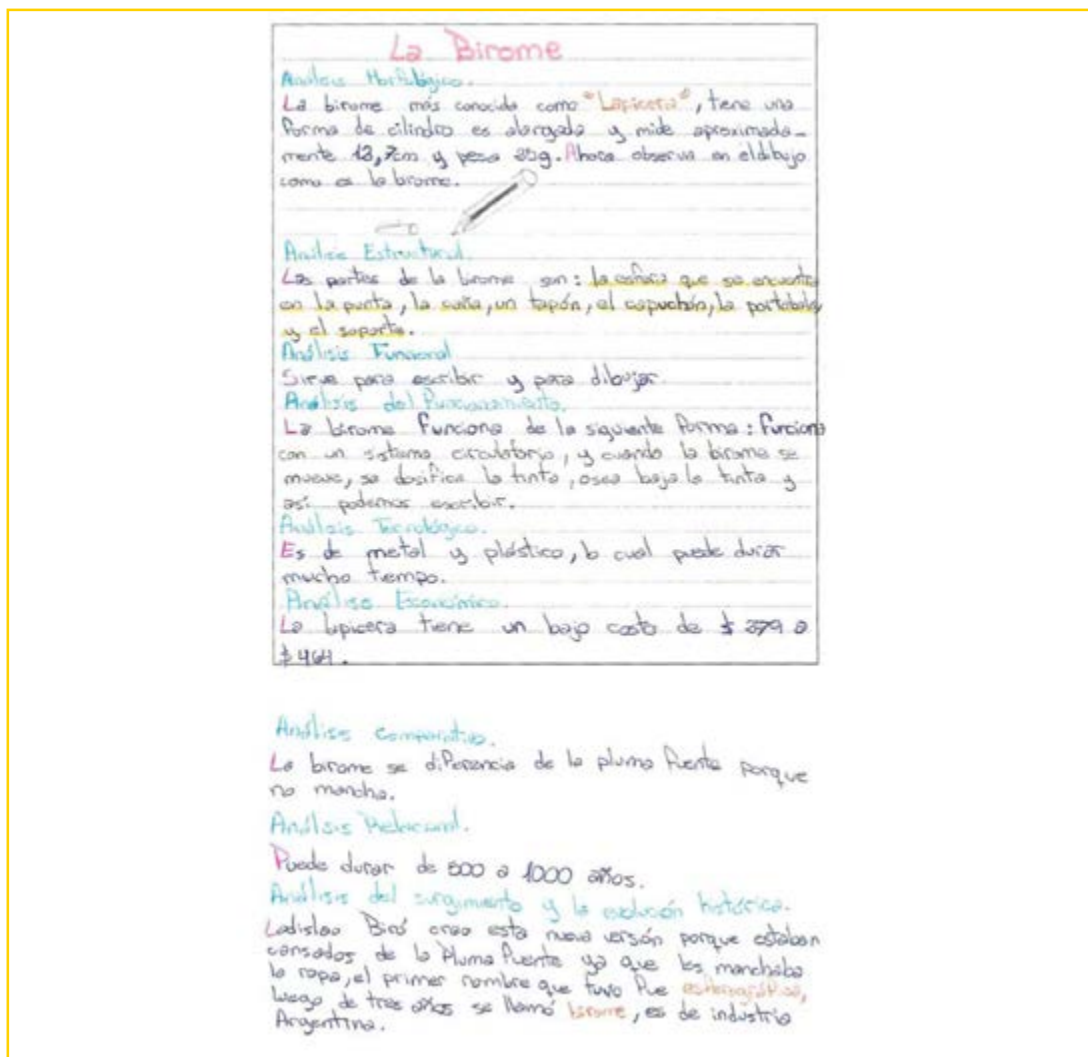 La Birome
Análisis Morfológico.
La birome más conocida como "Lapicera", tiene una
forma de cilindro es alargada y mide aproximada-
mente 13,7cm y pesa g. Ahora observa en el dibujo
como es la birome.
Análisis Estructural.
Las partes de la birome son: la esfera que se encuentra
en la punta, la , un tapón, el capuchón, la portabola,
y el soporte.
Análisis Funcional
Sirve para escribir y para dibujar.
Análisis del Funcionamiento.
La birome funciona de la siguiente forma: funciona
con un sistema circulatorio, y cuando la birome se
mueve, se dosifica la tinta, osea baja la tinta y
así podemos escribir.
Análisis Tecnológico.
Es de metal y plástico, lo cual puede durar
mucho tiempo.
Análisis Económico.
La lapicera tiene un bajo costo de $ 379 a
$ 464.
Análisis Comparativo.
La birome se diferencia de la pluma fuente porque
no mancha.
Análisis Relacional.
Puede durar de 500 a 1000 años.
Análisis del surgimiento y la evolución histórica.
Ladislao Biró creo esta nueva versión porque estaban
cansados de la Pluma fuente ya que les manchaba
la ropa, el primer nombre que tuvo fue
luego de tres años se llamó birome, es de industria
Argentina.